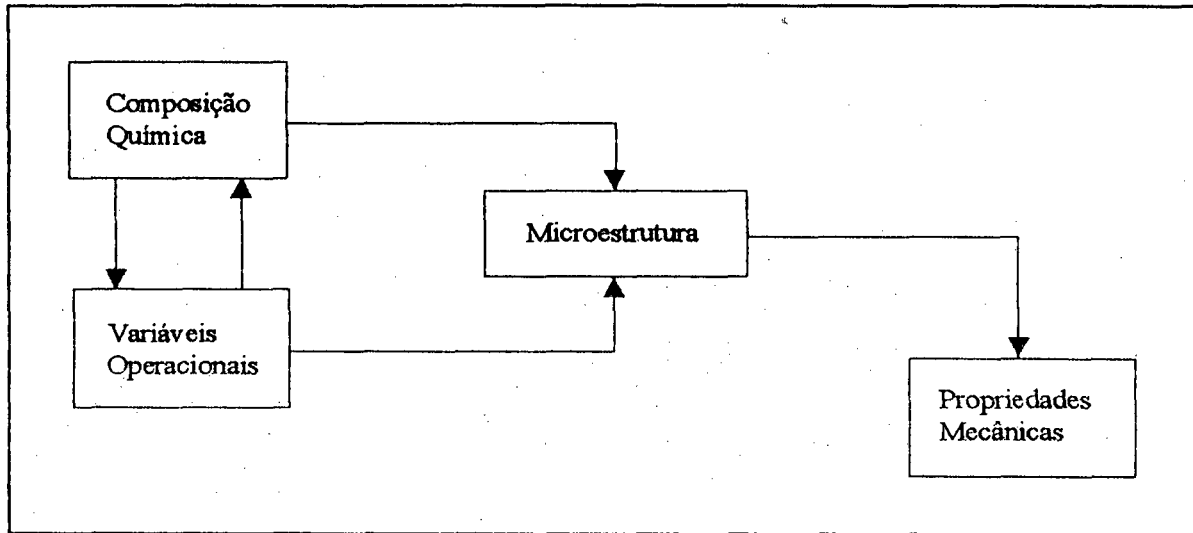 Composição
Química
Microestrutura
Variáveis
Operacionais
Propriedades
Mecânicas